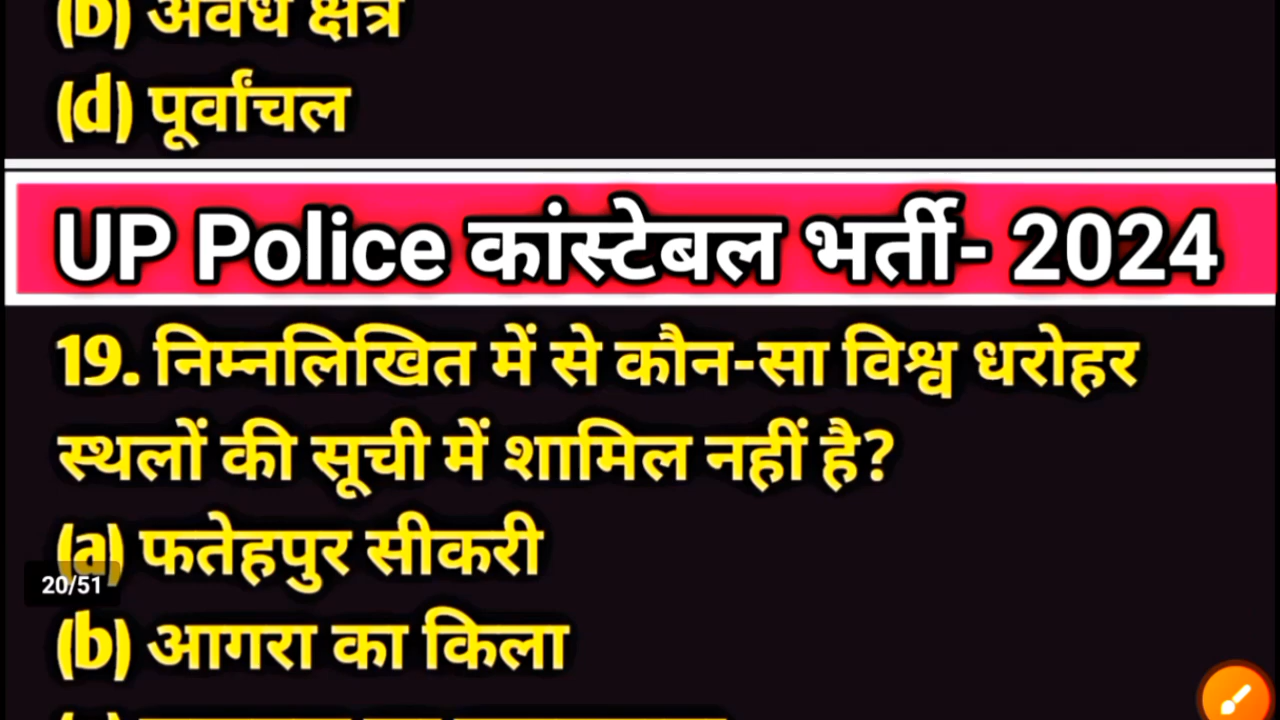 (b) अवध क्षेत्र
(d) पूर्वांचल
UP Police कांस्टेबल भर्ती- 2024
19. निम्नलिखित में से कौन-सा विश्व धरोहर
स्थलों की सूची में शामिल नहीं है?
(a) फतेहपुर सीकरी
20/51
(b) आगरा का किला